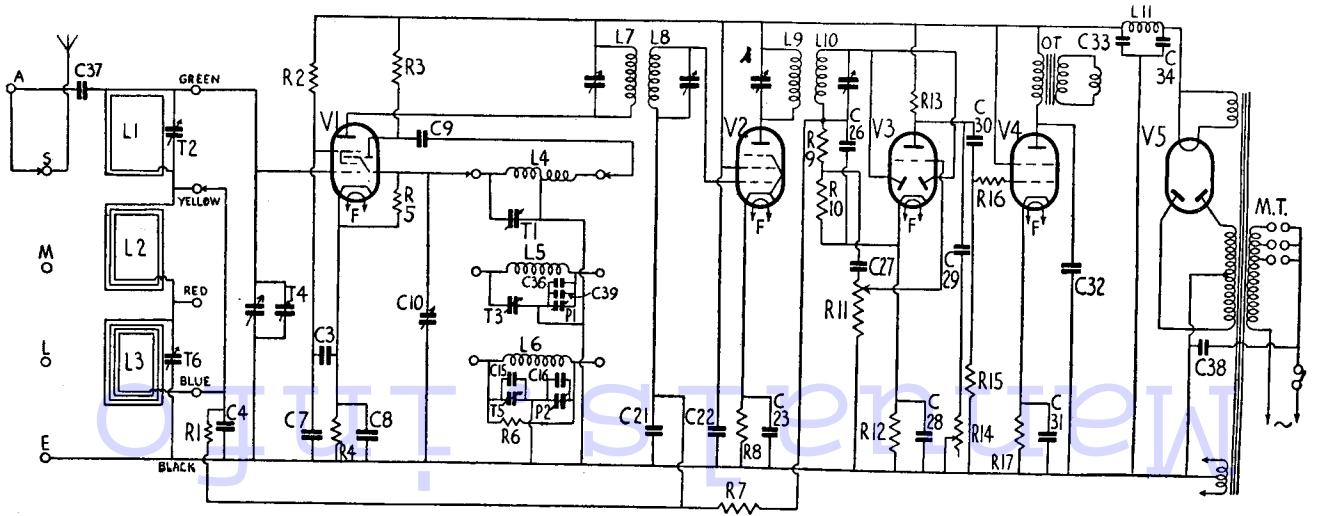 L11
A
C37
GREEN
R2
R3
L7
L8
L9
L10
OT
C33
C 34
S
L1
T2
V1
C9
L4
V2
R 9
C 26
V3
R13
C 30
V4
V5
YELLOW
F
R 5
T1
R 10
R16
M.T.
M
L2
RED
T4
C10
L5
C36
C39
T3
P1
C27
R11
C 29
C32
L
L3
T6
C3
L6
C15
C16
T5
P2
R6
C38
BLUE
C4
R1
C7
R4
C8
C21
C22
R8
C 23
R12
C 28
R15
R14
R17
C 31
E
BLACK
R7
F
F
F
~
Manuals.info